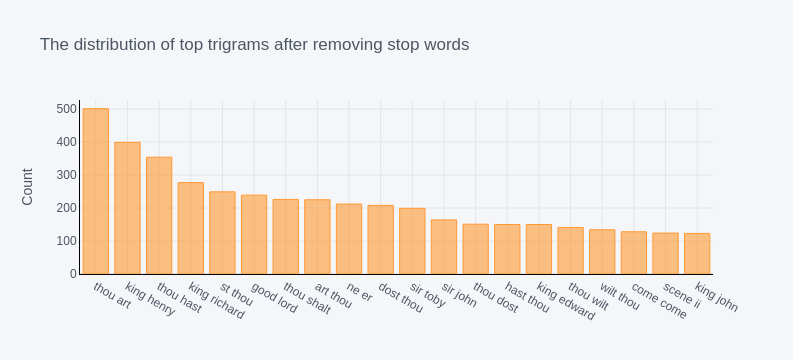 The distribution of top trigrams after removing stop words
500
400
300
200
100
0
Count
thou art
king henry
thou hast
king richard
st thou
good lord
thou shalt
art thou
ne er
dost thou
sir toby
sir john
thou dost
hast thou
king edward
thou wilt
wilt thou
come come
scene ii
king john